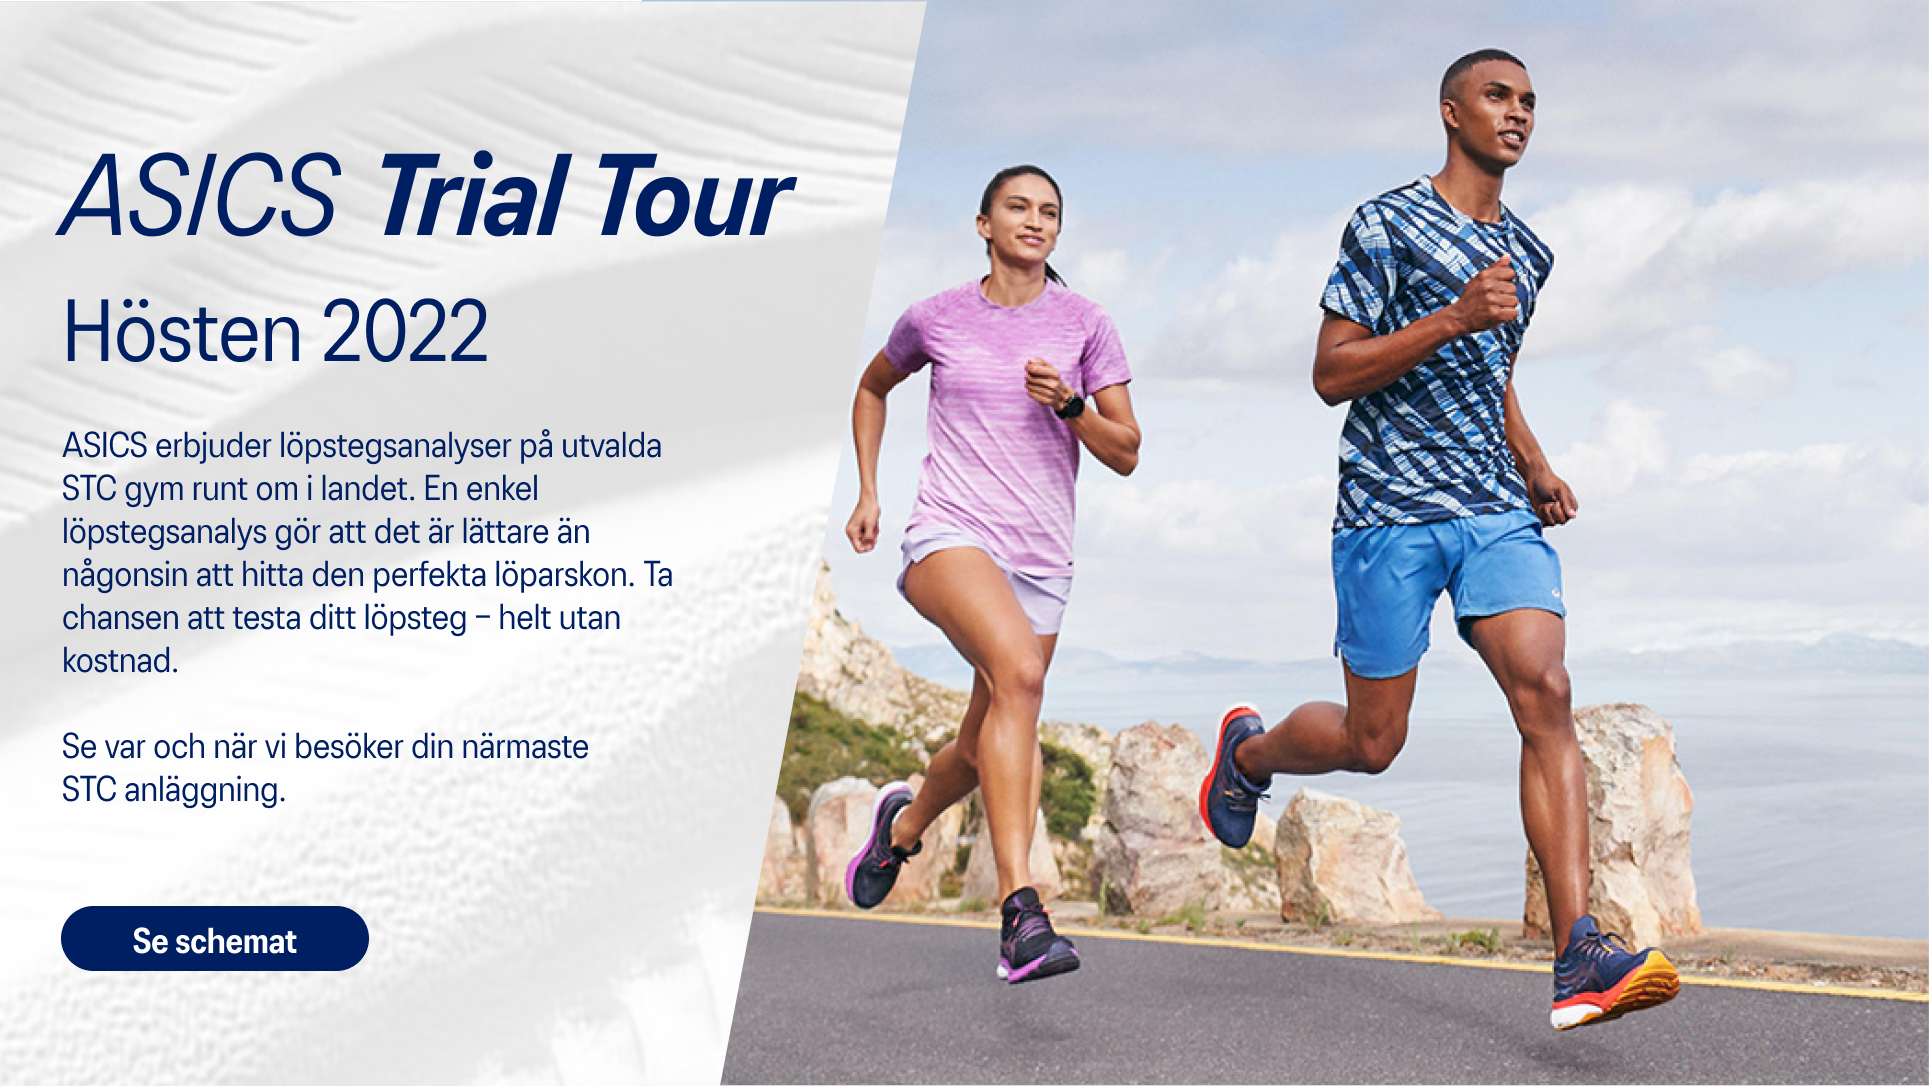 ASICS Trial Tour
Hösten 2022
ASICS erbjuder löpstegsanalyser på utvalda
STC gym runt om i landet. En enkel
löpstegsanalys gör att det är lättare än
någonsin att hitta den perfekta löparskon. Ta
chansen att testa ditt löpsteg – helt utan
kostnad.
Se var och när vi besöker din närmaste
STC anläggning.
Se schemat